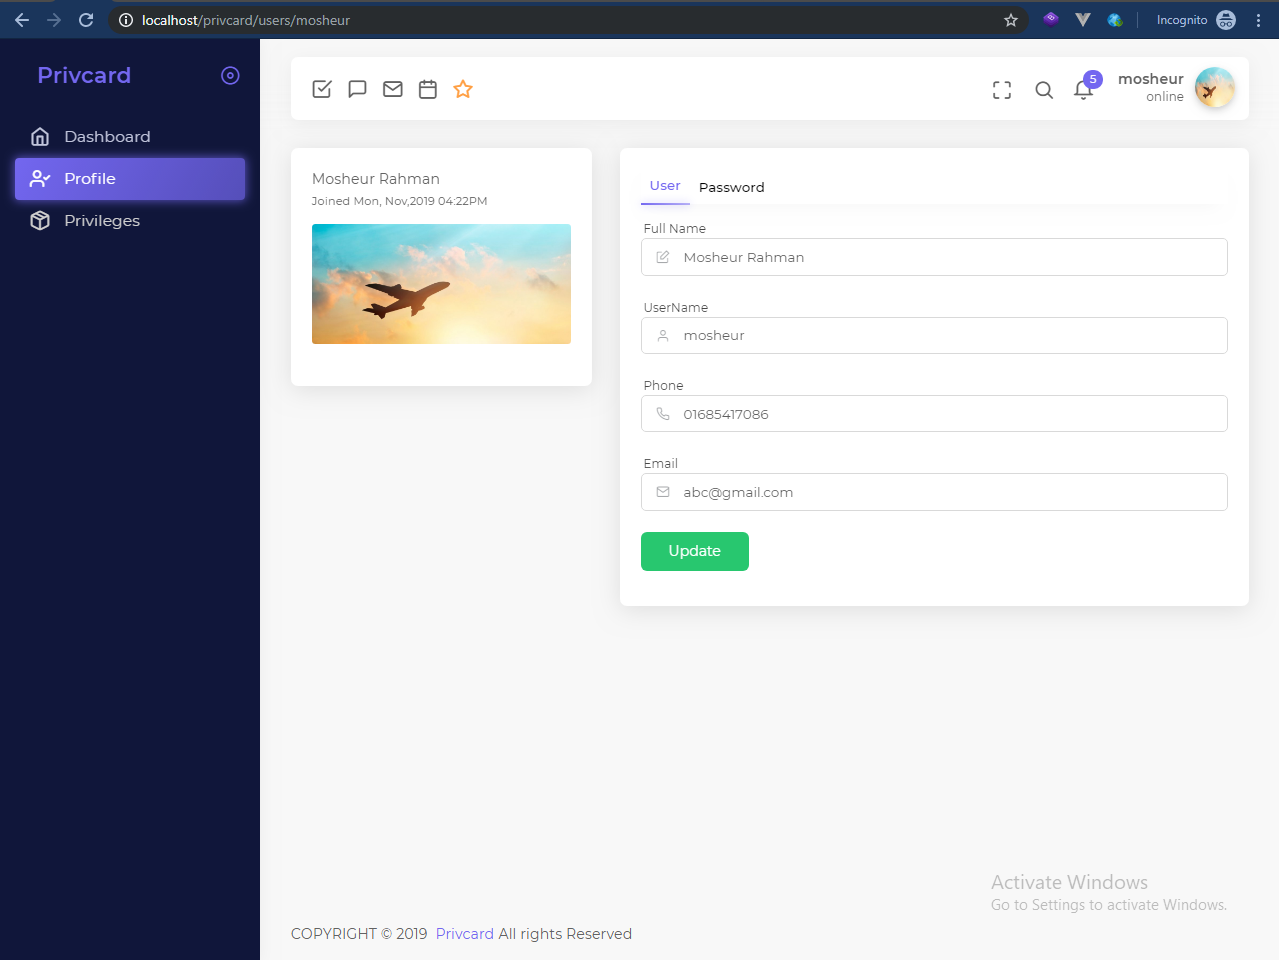 localhost/privcard/users/mosheur
Incognito
Privcard
Dashboard
Profile
Privileges
5
mosheur
online
Mosheur Rahman
Joined Mon, Nov,2019 04:22PM
User
Password
Full Name
Mosheur Rahman
UserName
mosheur
Phone
01685417086
Email
abc@gmail.com
Update
Activate Windows
Go to Settings to activate Windows.
COPYRIGHT © 2019 Privcard All rights Reserved